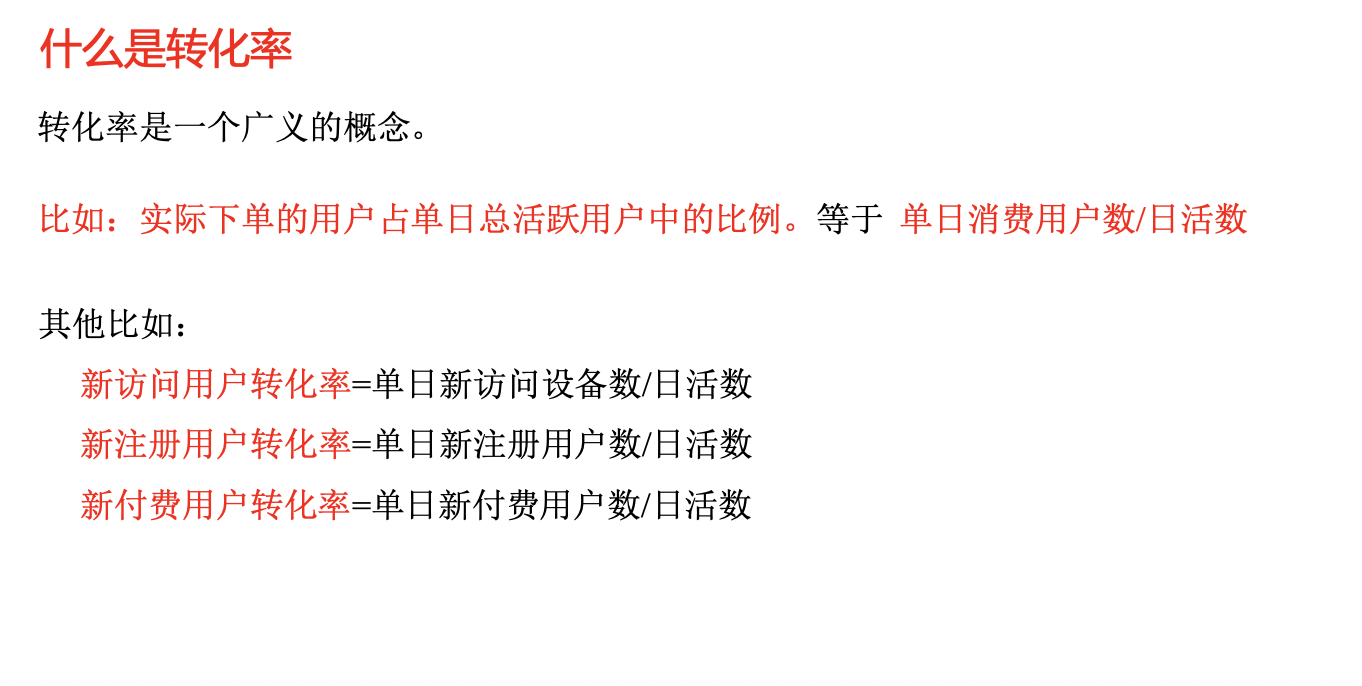 什么是转化率
转化率是一个广义的概念。
比如：实际下单的用户占单日总活跃用户中的比例。等于 单日消费用户数/日活数
其他比如：
新访问用户转化率=单日新访问设备数/日活数
新注册用户转化率=单日新注册用户数/日活数
新付费用户转化率=单日新付费用户数/日活数